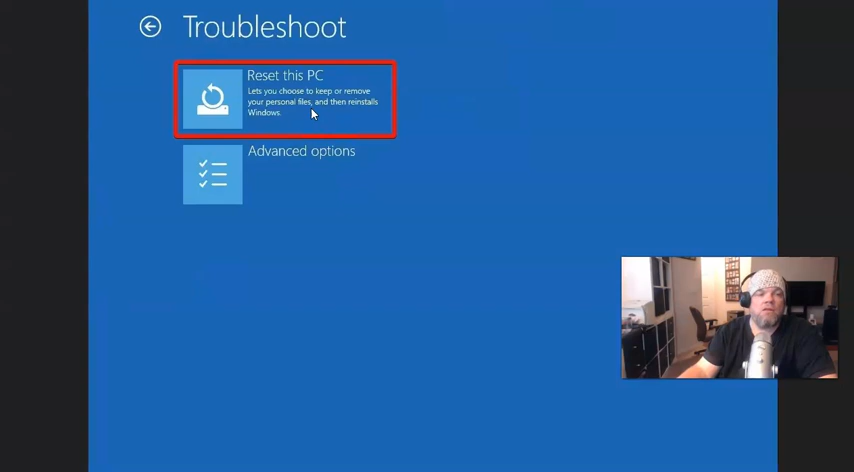 Troubleshoot
Reset this PC
Lets you choose to keep or remove
your personal files, and then reinstalls
Windows.
Advanced options